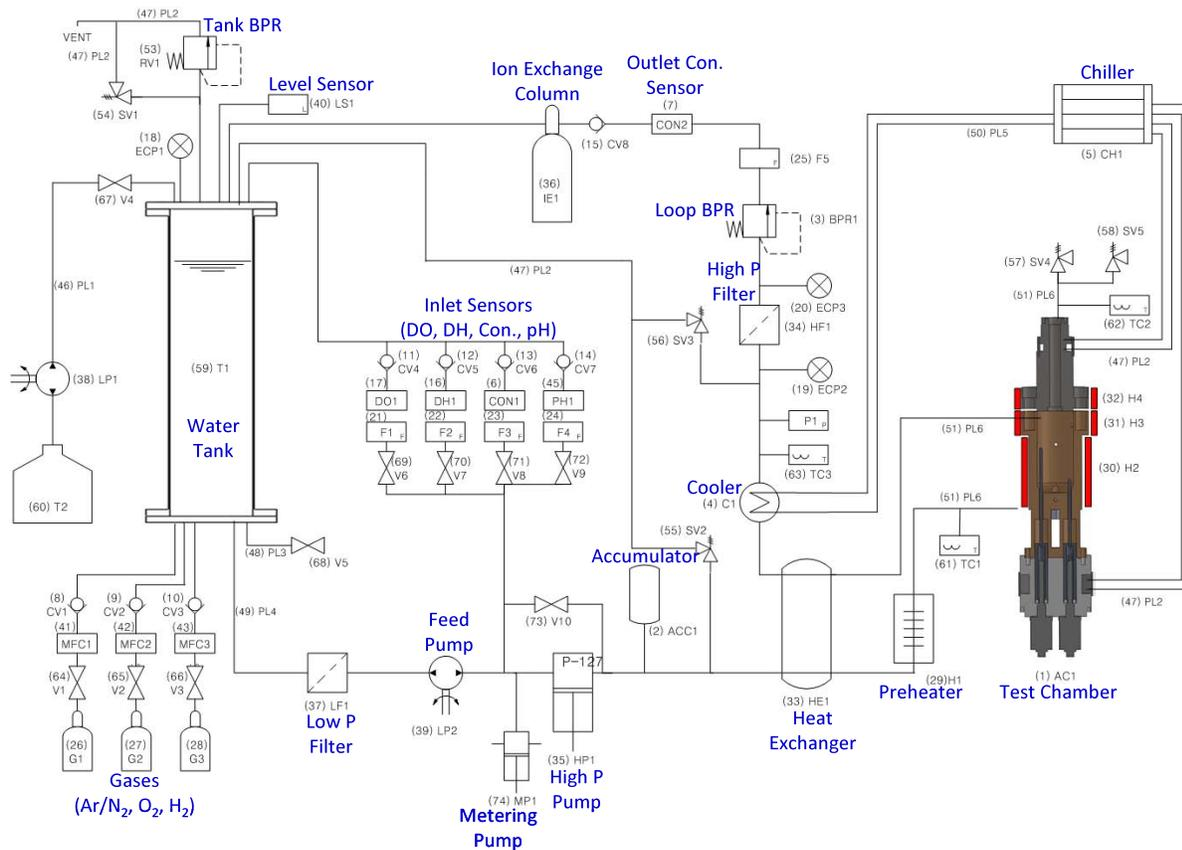 (47) PL2
Tank BPR
VENT
(47) PL2
(53)
RV1
Level Sensor
L
(40) LS1
(54) SV1
(18)
ECP1
Ion Exchange
Column
Outlet Con.
Sensor
(7)
CON2
(15) CV8
(36)
IE1
F
(25) F5
Loop BPR
(3) BPR1
Chiller
(50) PL5
(5) CH1
(67) V4
(46) PL1
(38) LP1
(60) T2
(59) T1
Water
Tank
(47) PL2
High P
Filter
(20) ECP3
(34) HF1
(56) SV3
(19) ECP2
P1 P
T
(63) TC3
Cooler
(4) C1
(58) SV5
(57) SV4
(51) PL6
T
(62) TC2
(47) PL2
(32) H4
(31) H3
(51) PL6
(30) H2
(51) PL6
T
(61) TC1
(47) PL2
Inlet Sensors
(DO, DH, Con., pH)
(11)
CV4
(12)
CV5
(13)
CV6
(14)
CV7
(17)
DO1
(16)
DH1
(6)
CON1
(45)
PH1
(21)
F1 F
(22)
F2 F
(23)
F3 F
(24)
F4 F
(69)
V6
(70)
V7
(71)
V8
(72)
V9
(48) PL3
(68) V5
(55) SV2
Accumulator
(2) ACC1
(73) V10
(49) PL4
(8)
CV1
(9)
CV2
(10)
CV3
(41)
MFC1
(42)
MFC2
(43)
MFC3
(64)
V1
(65)
V2
(66)
V3
(26)
G1
(27)
G2
(28)
G3
Gases
(Ar/N₂, O₂, H₂)
(37) LF1
Low P
Filter
Feed
Pump
(39) LP2
P-127
(35) HP1
High P
Pump
(74) MP1
Metering
Pump
(33) HE1
Heat
Exchanger
(29)H1
Preheater
(1) AC1
Test Chamber